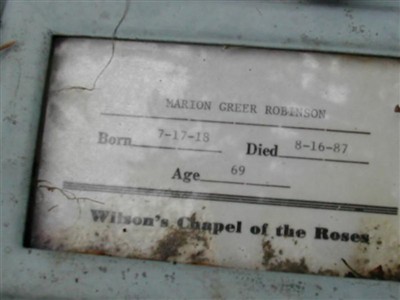 MARION GREER ROBINSON
Born 7-17-18 Died 8-16-87
Age 69
Wilson's Chapel of the Roses